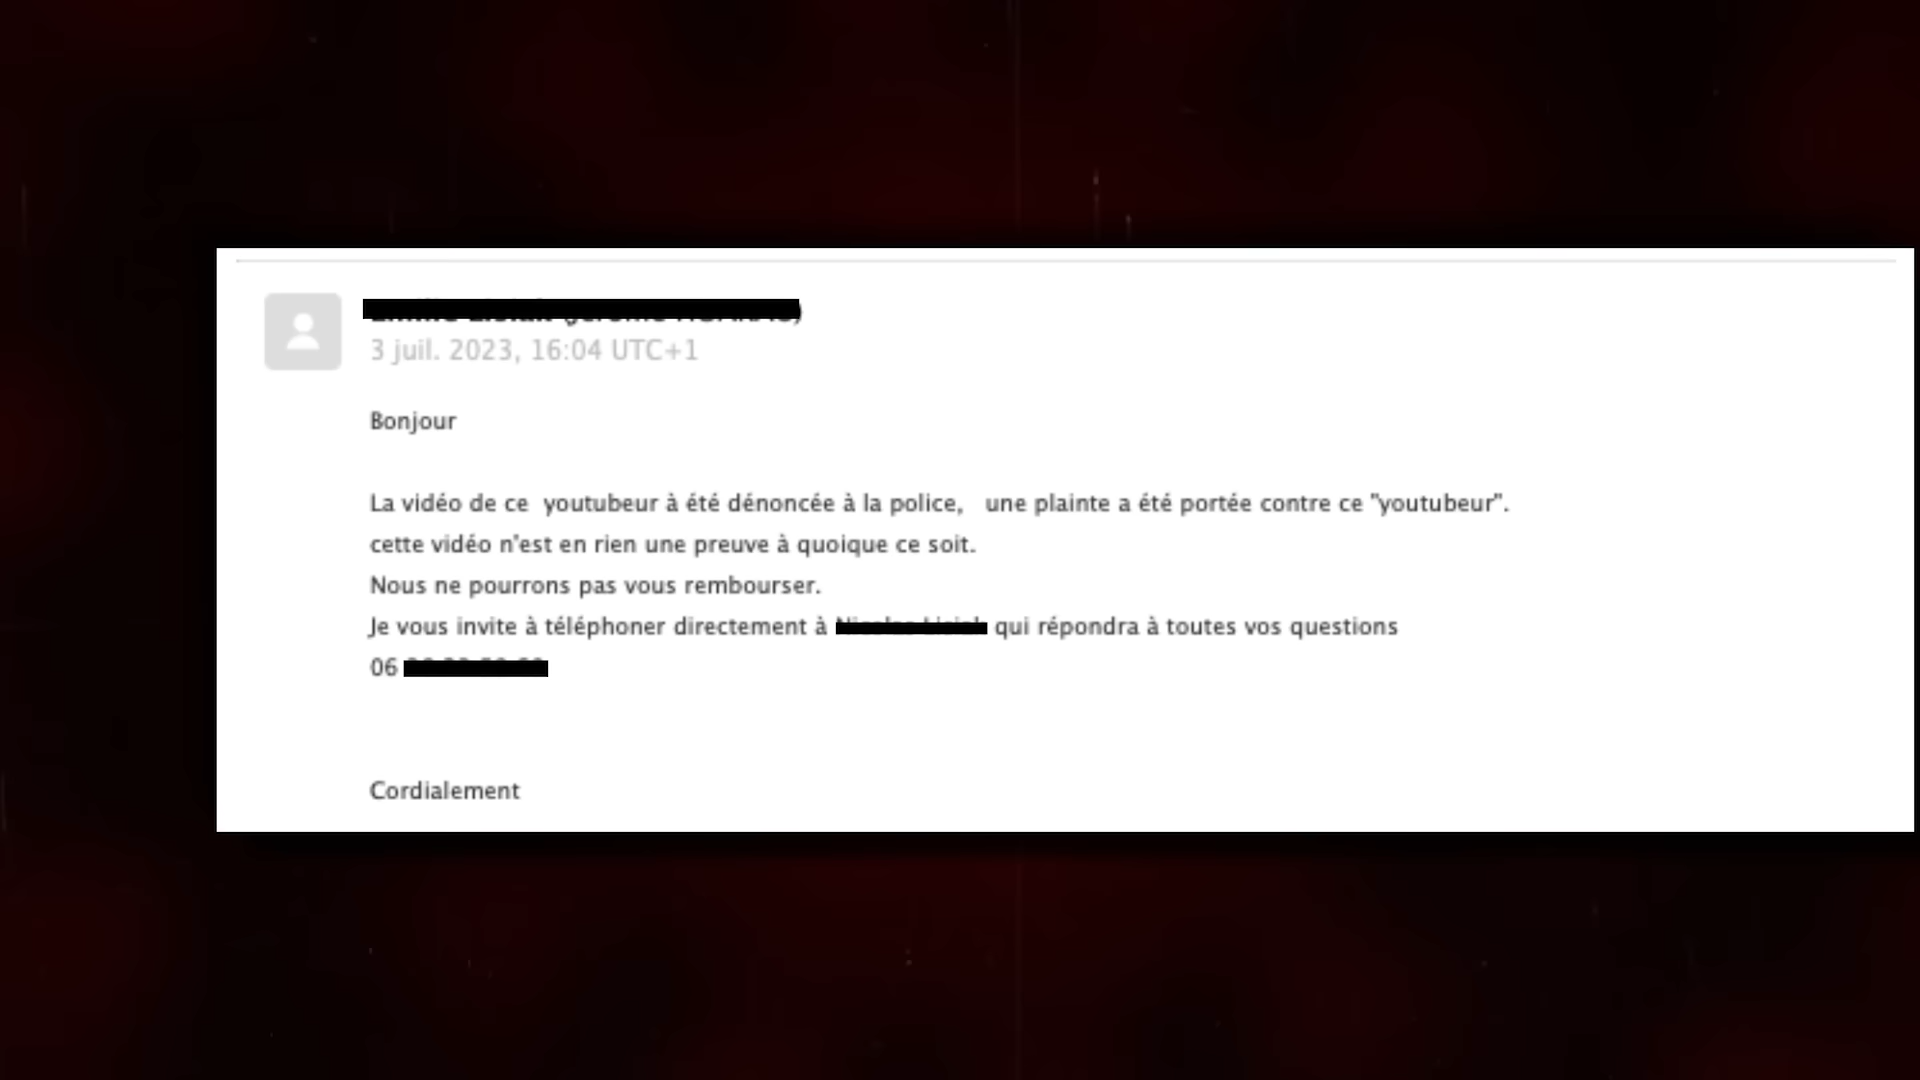 3 juil. 2023, 16:04 UTC+1
Bonjour
La vidéo de ce  youtubeur à été dénoncée à la police,   une plainte a été portée contre ce "youtubeur".
cette vidéo n'est en rien une preuve à quoique ce soit.
Nous ne pourrons pas vous rembourser.
Je vous invite à téléphoner directement à qui répondra à toutes vos questions
06
Cordialement